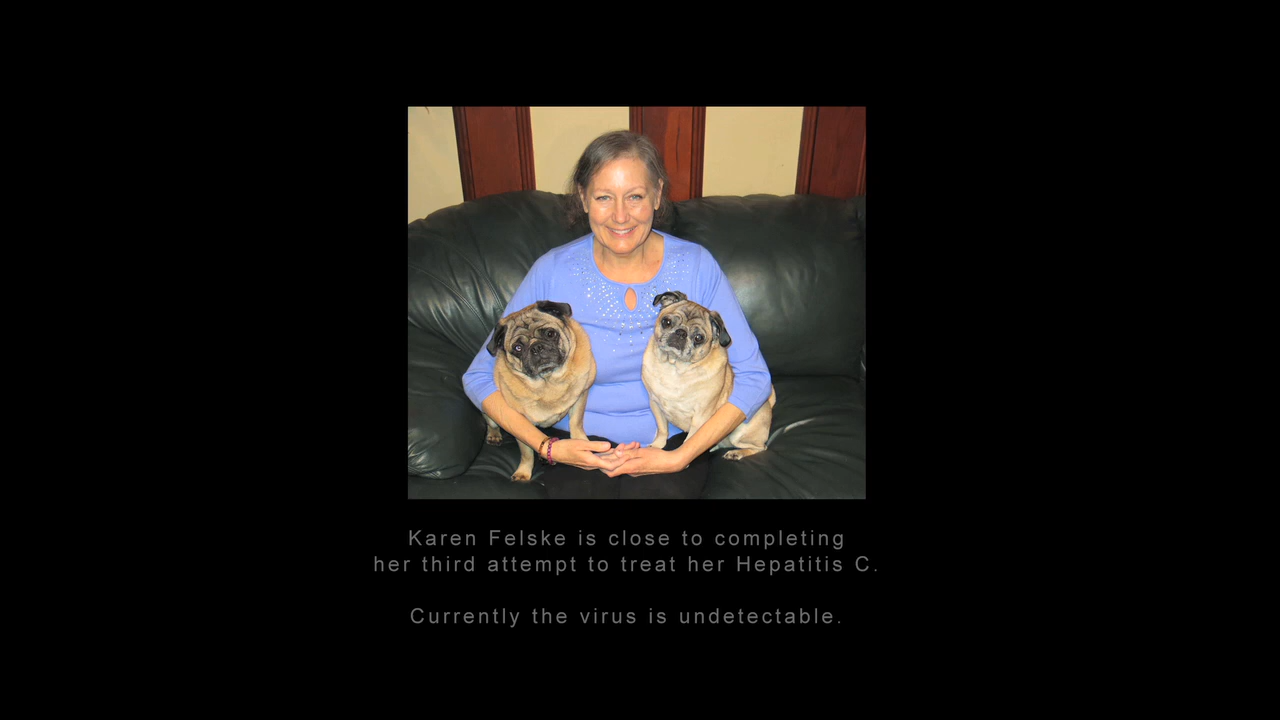 Karen Felske is close to completing
her third attempt to treat her Hepatitis C.
Currently the virus is undetectable.